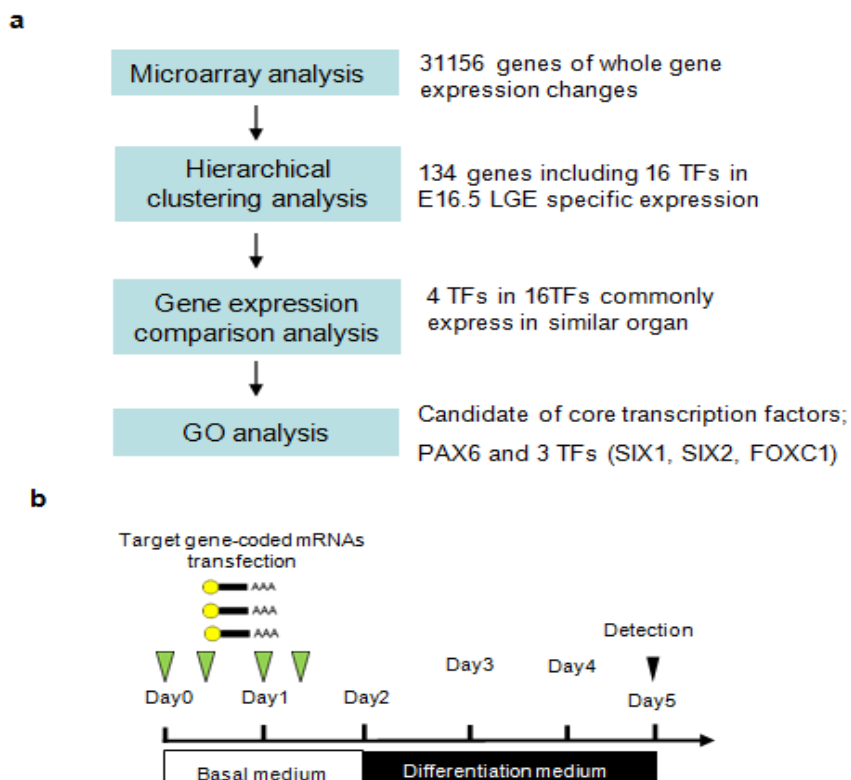 a
Microarray analysis
31156 genes of whole gene
expression changes
Hierarchical
clustering analysis
134 genes including 16 TFs in
E16.5 LGE specific expression
Gene expression
comparison analysis
4 TFs in 16TFs commonly
express in similar organ
GO analysis
Candidate of core transcription factors;
PAX6 and 3 TFs (SIX1, SIX2, FOXC1)
b
Target gene-coded mRNAs
transfection
AAA
AAA
AAA
Detection
Day0
Day1
Day2
Day3
Day4
Day5
Basal medium
Differentiation medium